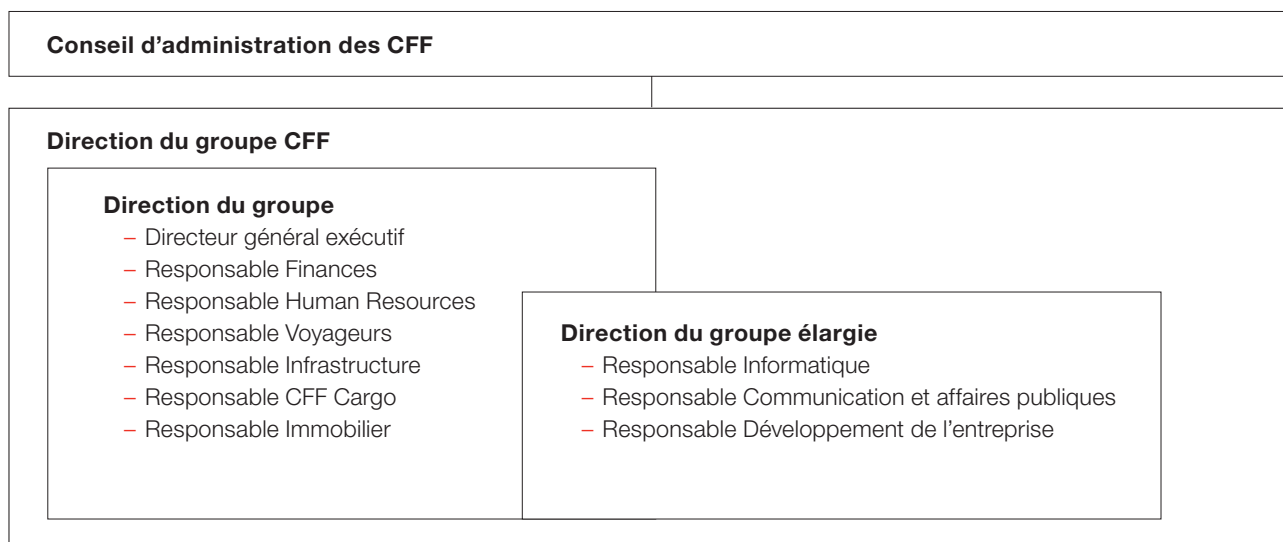 Conseil d’administration des CFF
Direction du groupe CFF
Direction du groupe
– Directeur général exécutif
– Responsable Finances
– Responsable Human Resources
– Responsable Voyageurs
– Responsable Infrastructure
– Responsable CFF Cargo
– Responsable Immobilier
Direction du groupe élargie
– Responsable Informatique
– Responsable Communication et affaires publiques
– Responsable Développement de l’entreprise